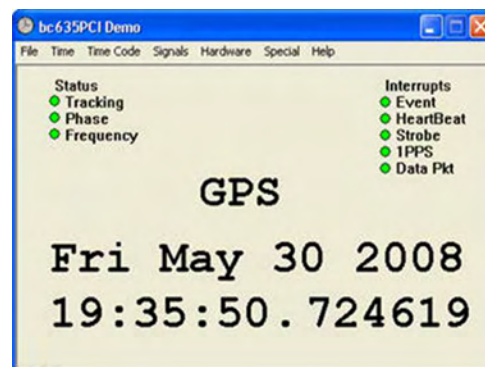 bc635PCI Demo
File Time Time Code Signals Hardware Special Help
Status
Tracking
Phase
Frequency
Interrupts
Event
HeartBeat
Strobe
1PPS
Data Pkt
GPS
Fri May 30 2008
19:35:50.724619